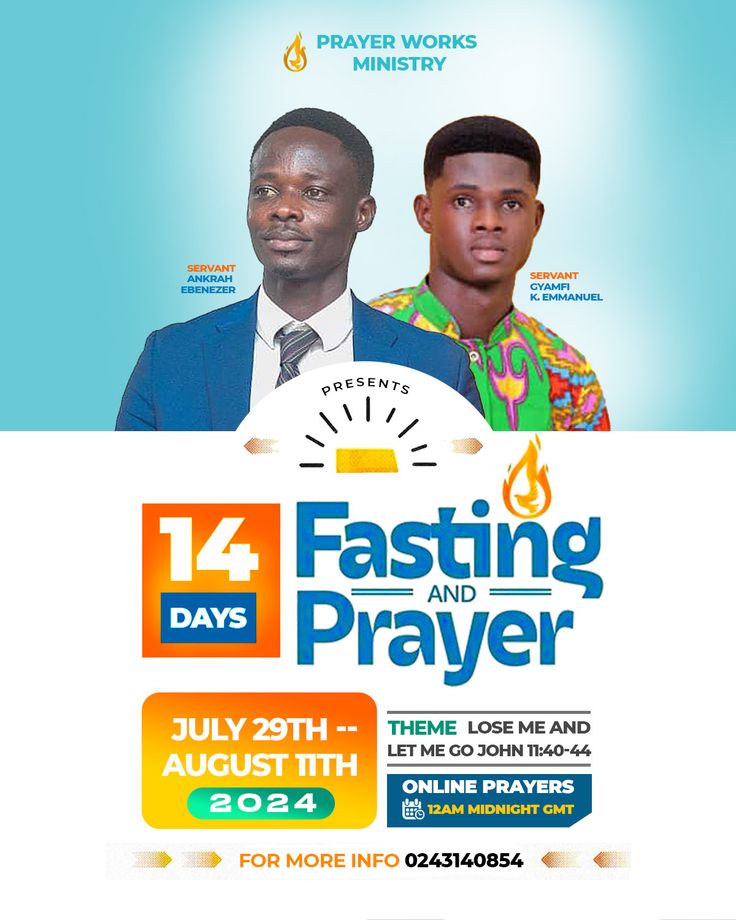 PRAYER WORKS
MINISTRY
SERVANT
ANKRAH
EBENEZER
SERVANT
GYAMFI
K. EMMANUEL
PRESENTS
14
DAYS
Fasting
AND
Prayer
JULY 29TH --
AUGUST 11TH
2024
THEME LOSE ME AND
LET ME GO JOHN 11:40-44
ONLINE PRAYERS
12AM MIDNIGHT GMT
FOR MORE INFO 0243140854